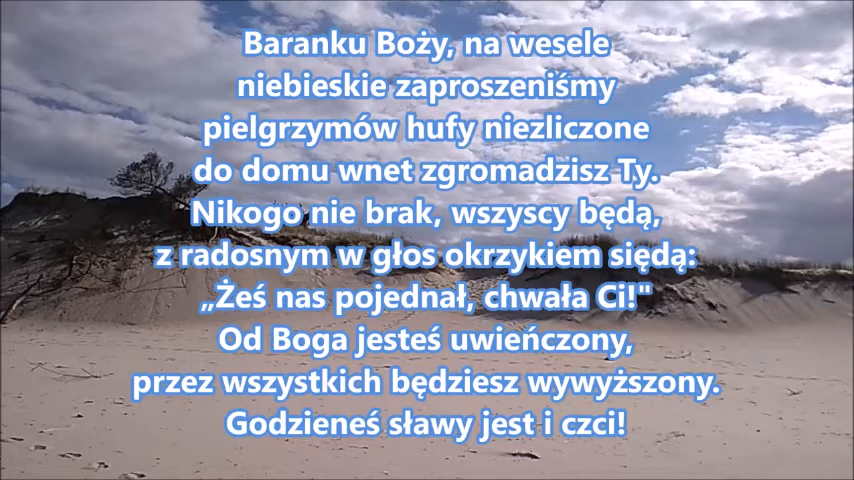 Baranku Boży, na wesele
niebieskie zaproszeniśmy
pielgrzymów hufy niezliczone
do domu wnet zgromadzisz Ty.
Nikogo nie brak, wszyscy będą,
z radosnym w głos okrzykiem siędą:
„Żeś nas pojednał, chwała Ci!"
Od Boga jesteś uwieńczony,
przez wszystkich będziesz wywyższony.
Godzieneś sławy jest i czci!